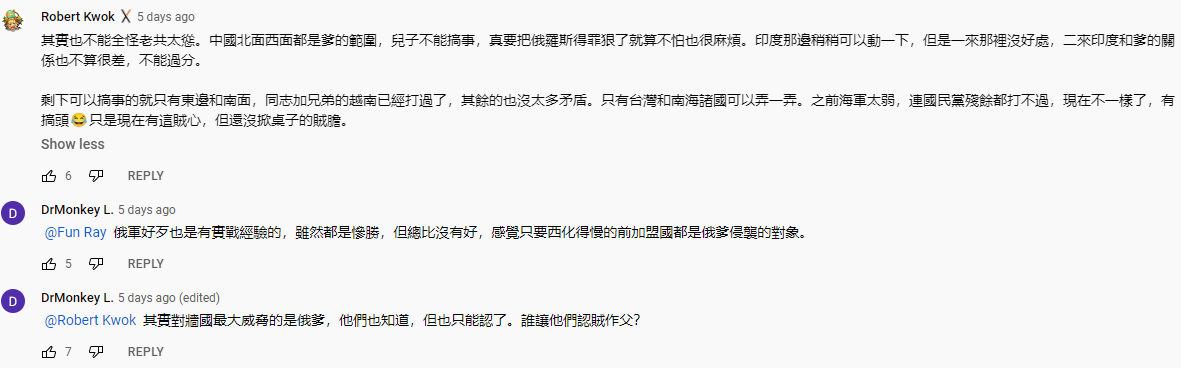 Robert Kwok 5 days ago
其實也不能全怪老共太慫。中國北面西面都是爹的範圍，兒子不能搞事，真要把俄羅斯得罪狠了就算不怕也很麻煩。印度那邊稍稍可以動一下，但是一來那裡沒好處，二來印度和爹的關
係也不算很差，不能過分。
剩下可以搞事的就只有東邊和南面，同志加兄弟的越南已經打過了，其餘的也沒太多矛盾。只有台灣和南海諸國可以弄一弄。之前海軍太弱，連國民黨殘餘都打不過，現在不一樣了，有
搞頭😂只是現在有這賊心，但還沒掀桌子的賊膽。
Show less
6 REPLY
D DrMonkey L. 5 days ago
@Fun Ray 俄軍好歹也是有實戰經驗的，雖然都是慘勝，但總比沒有好，感覺只要西化得慢的前加盟國都是俄爹侵襲的對象。
5 REPLY
D DrMonkey L. 5 days ago (edited)
@Robert Kwok 其實對牆國最大威脅的是俄爹，他們也知道，但也只能認了。誰讓他們認賊作父?
7 REPLY